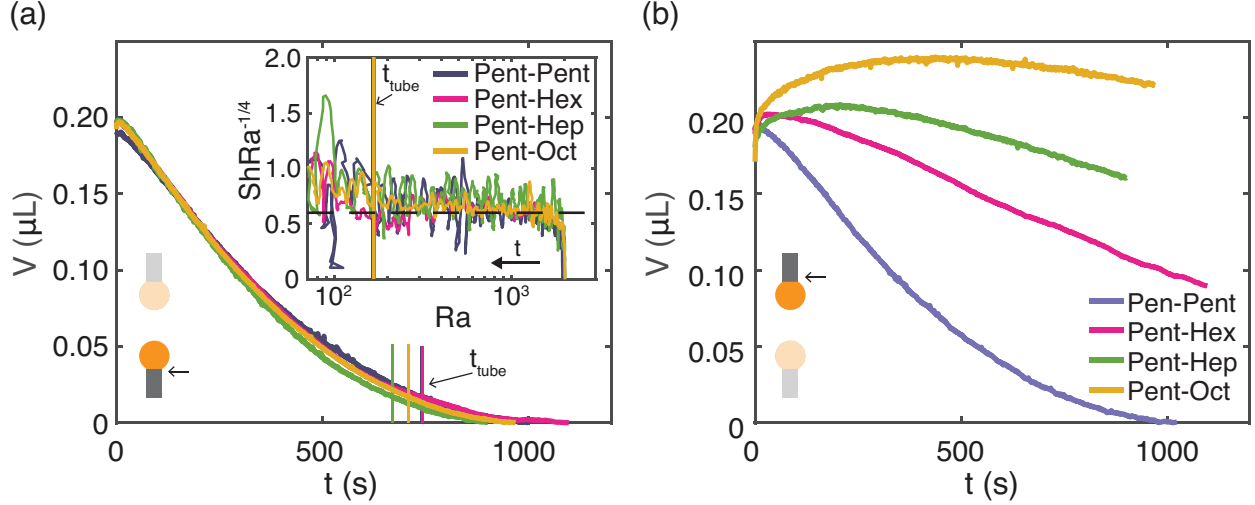 (a)
V (µL)
0.20
0.15
0.10
0.05
0
0
500
1000
t (s)
t_tube
ShRa^-1/4
2.0
1.5
1.0
0.5
0
10^2
10^3
Ra
t_tube
Pent-Pent
Pent-Hex
Pent-Hep
Pent-Oct
t
(b)
V (µL)
0.20
0.15
0.10
0.05
0
0
500
1000
t (s)
Pen-Pent
Pent-Hex
Pent-Hep
Pent-Oct